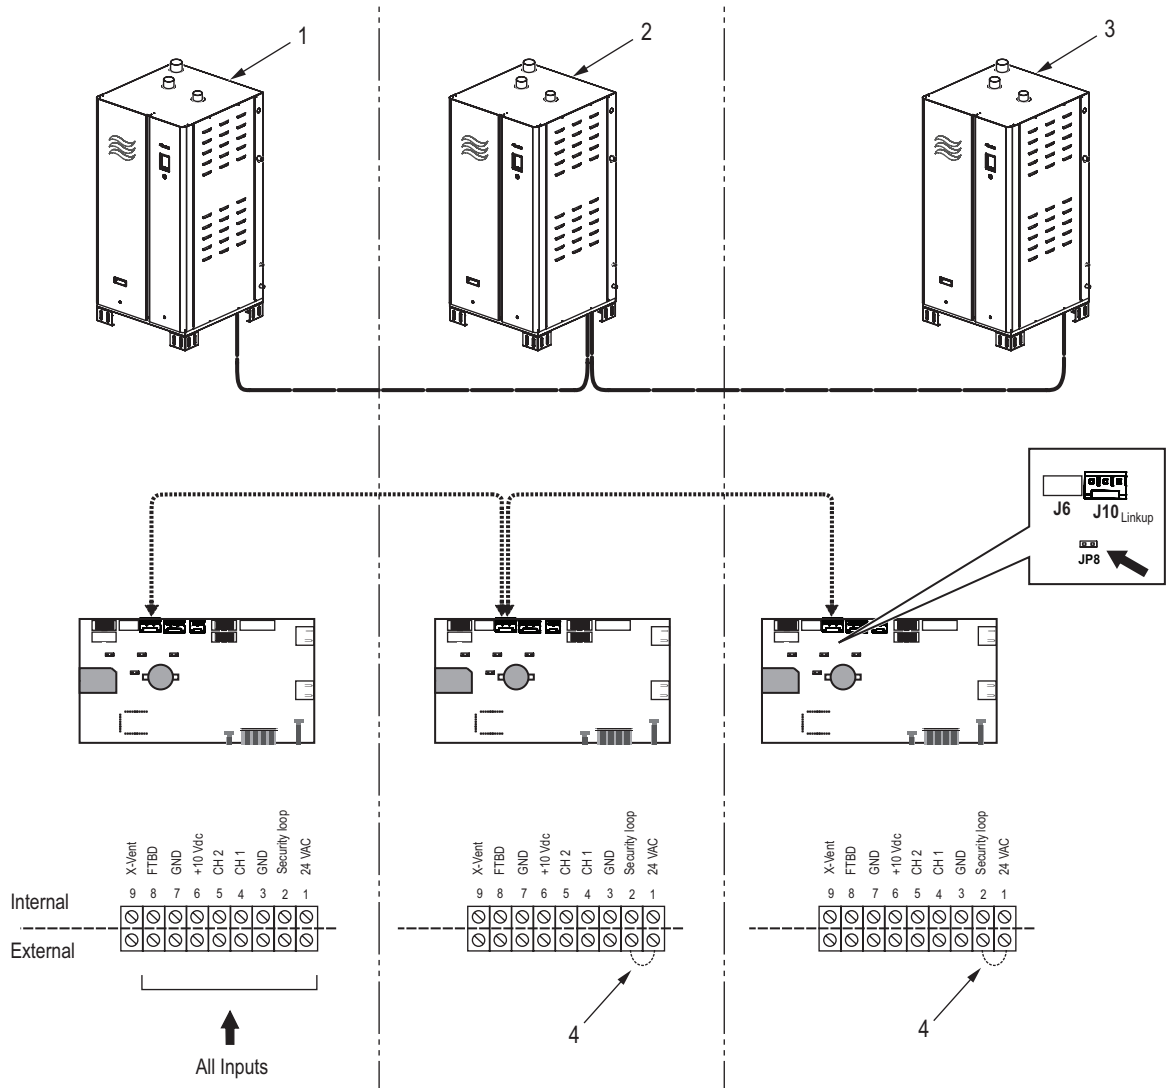 1
2
3
J6 J10 Linkup
JP8
X-Vent FTBD GND +10 Vdc CH 2 CH 1 GND Security loop 24 VAC
9 8 7 6 5 4 3 2 1
X-Vent FTBD GND +10 Vdc CH 2 CH 1 GND Security loop 24 VAC
9 8 7 6 5 4 3 2 1
X-Vent FTBD GND +10 Vdc CH 2 CH 1 GND Security loop 24 VAC
9 8 7 6 5 4 3 2 1
Internal
External
4
4
All Inputs